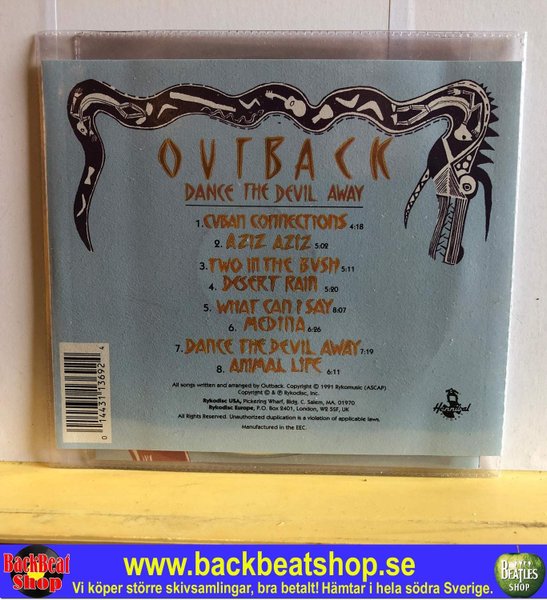 OUTBACK
DANCE THE DEVIL AWAY
1. CUBAN CONNECTIONS 4:18
2. AZIZ AZIZ 5:02
3. TWO IN THE BUSH 5:11
4. DESERT RAIN 5:20
5. WHAT CAN I SAY 8:07
6. MEDINA 6:26
7. DANCE THE DEVIL AWAY 7:19
8. ANIMAL LIFE 6:11
All songs written and arranged by Outback. Copyright © 1991 Rykomusic (ASCAP)
Copyright © & ℗ Rykodisc, Inc.
Rykodisc USA, Pickering Wharf, Bldg. C. Salem, MA. 01970
Rykodisc Europe, P.O. Box 2401, London, W2 5SF, UK
All Rights Reserved. Unauthorized duplication is a violation of applicable laws.
Manufactured in the EEC.
Hannibal
0 14431 13692 4
BackBeat
Shop
www.backbeatshop.se
Vi köper större skivsamlingar, bra betalt! Hämtar i hela södra Sverige.
BEATLES
SHOP